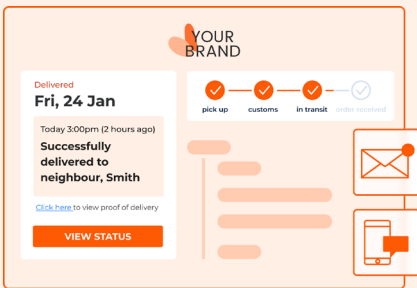 YOUR
BRAND
Delivered
Fri, 24 Jan
Today 3:00pm (2 hours ago)
Successfully
delivered to
neighbour, Smith
Click here to view proof of delivery
VIEW STATUS
pick up
customs
in transit
order received